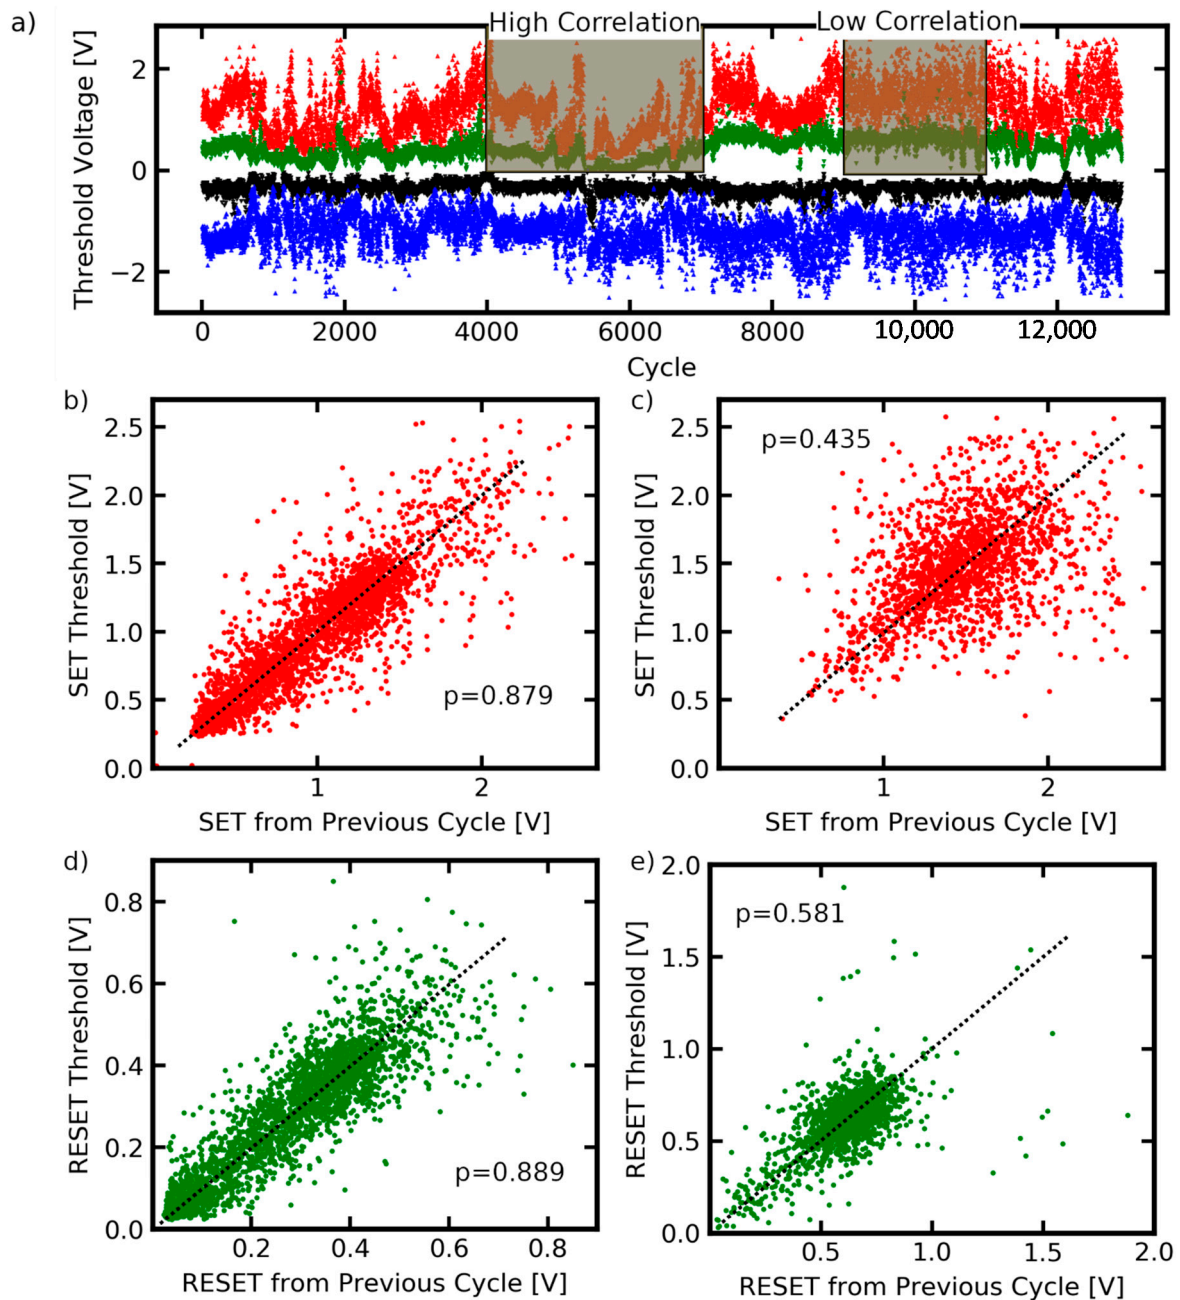 a)
High Correlation
Low Correlation
Threshold Voltage [V]
2
0
−2
0
2000
4000
6000
8000
10,000
12,000
Cycle
b)
SET Threshold [V]
2.5
2.0
1.5
1.0
0.5
0.0
p=0.879
1
2
SET from Previous Cycle [V]
c)
SET Threshold [V]
2.5
2.0
1.5
1.0
0.5
0.0
p=0.435
1
2
SET from Previous Cycle [V]
d)
RESET Threshold [V]
0.8
0.6
0.4
0.2
0.0
p=0.889
0.2
0.4
0.6
0.8
RESET from Previous Cycle [V]
e)
RESET Threshold [V]
2.0
1.5
1.0
0.5
0.0
p=0.581
0.5
1.0
1.5
2.0
RESET from Previous Cycle [V]